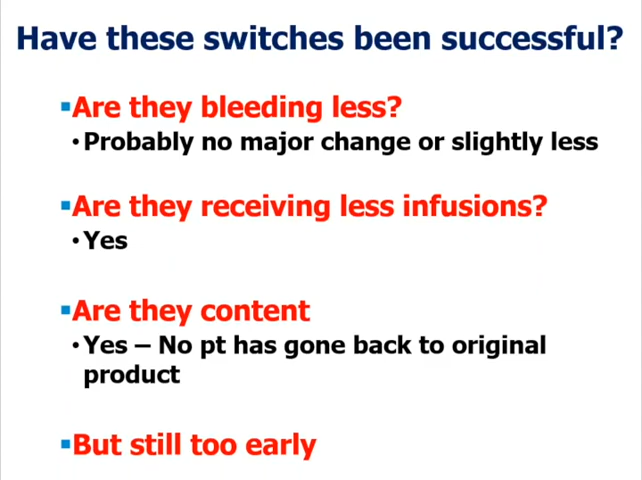 Have these switches been successful?
▪Are they bleeding less?
•Probably no major change or slightly less
▪Are they receiving less infusions?
•Yes
▪Are they content
•Yes – No pt has gone back to original
product
▪But still too early